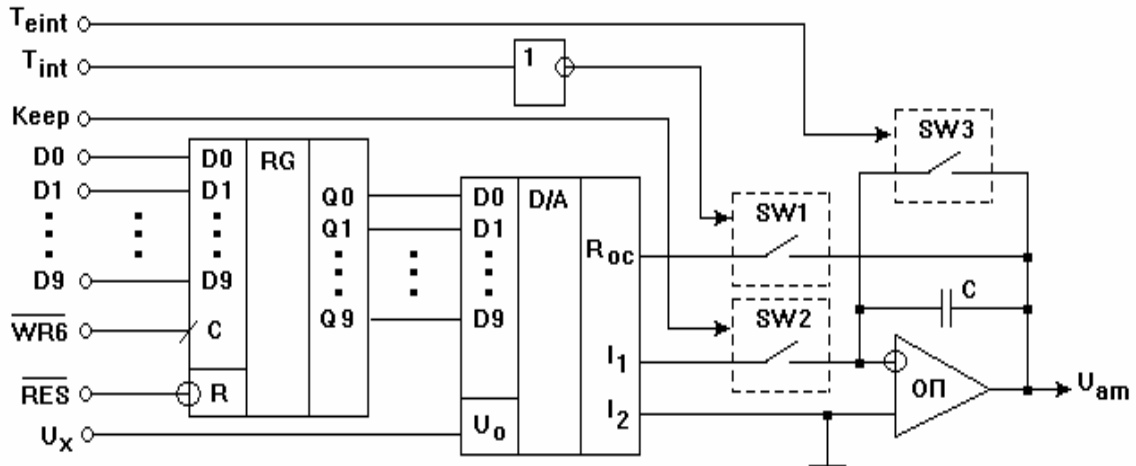 Teint
Tint
1
Keep
SW3
D0 D0 RG
D1 D1 Q0 D0 D/A
Q1 D1 SW1
Roc
D9 D9 C
WR6 C Q9 D9 SW2
I1
RES R ОП Uam
I2
Ux Uo